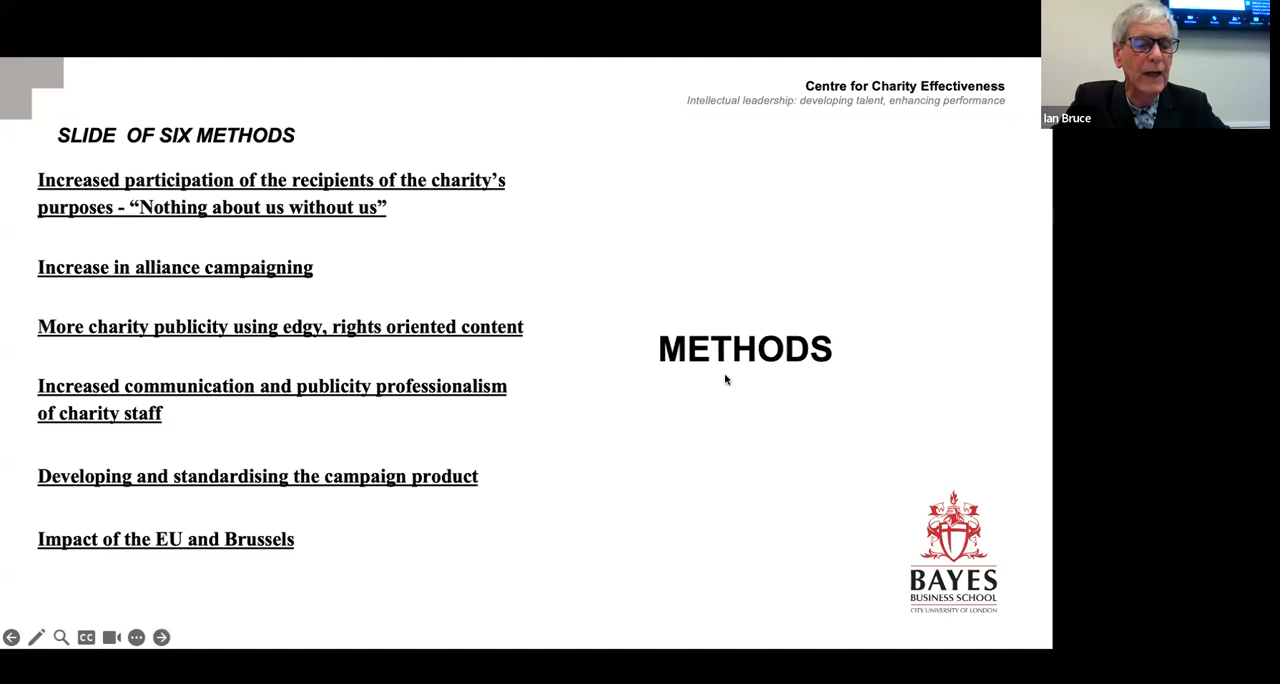 Centre for Charity Effectiveness
Intellectual leadership: developing talent, enhancing performance
Ian Bruce
SLIDE OF SIX METHODS
Increased participation of the recipients of the charity’s
purposes - “Nothing about us without us”
Increase in alliance campaigning
More charity publicity using edgy, rights oriented content
Increased communication and publicity professionalism
of charity staff
Developing and standardising the campaign product
Impact of the EU and Brussels
METHODS
BAYES
BUSINESS SCHOOL
CITY, UNIVERSITY OF LONDON
CC